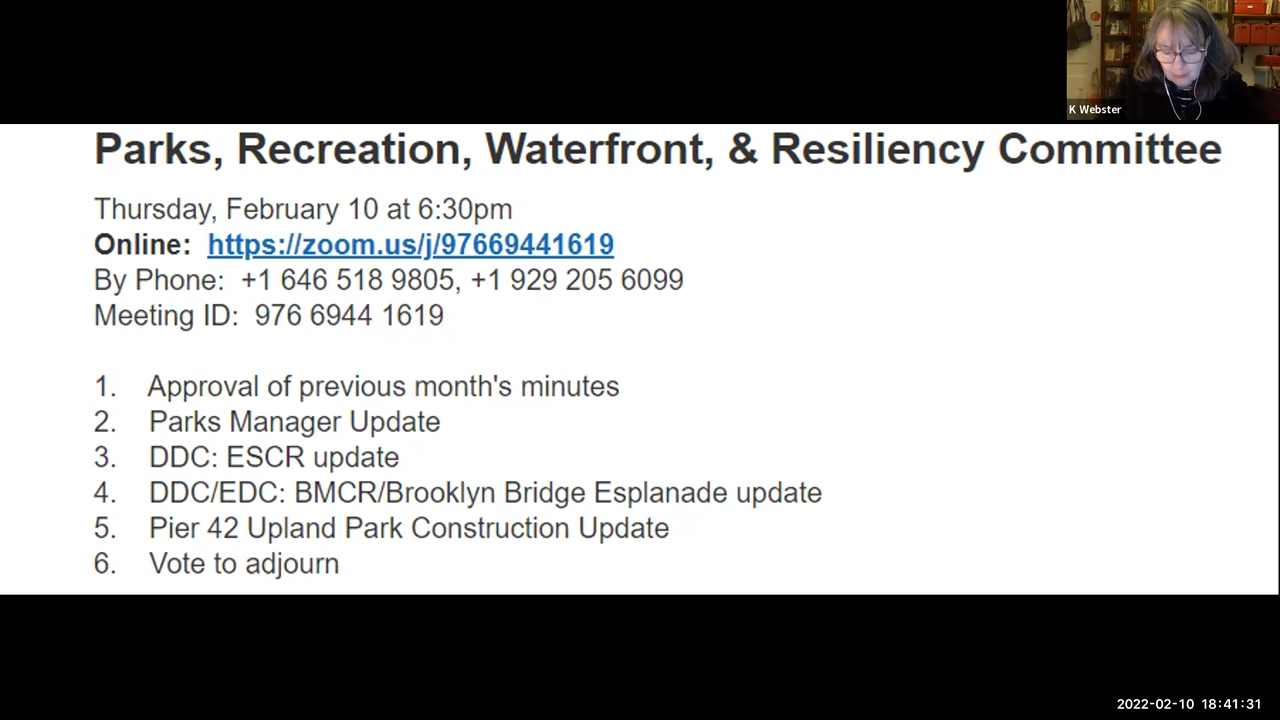 K Webster
Parks, Recreation, Waterfront, & Resiliency Committee
Thursday, February 10 at 6:30pm
Online: https://zoom.us/j/97669441619
By Phone: +1 646 518 9805, +1 929 205 6099
Meeting ID: 976 6944 1619
1. Approval of previous month's minutes
2. Parks Manager Update
3. DDC: ESCR update
4. DDC/EDC: BMCR/Brooklyn Bridge Esplanade update
5. Pier 42 Upland Park Construction Update
6. Vote to adjourn
2022-02-10 18:41:31